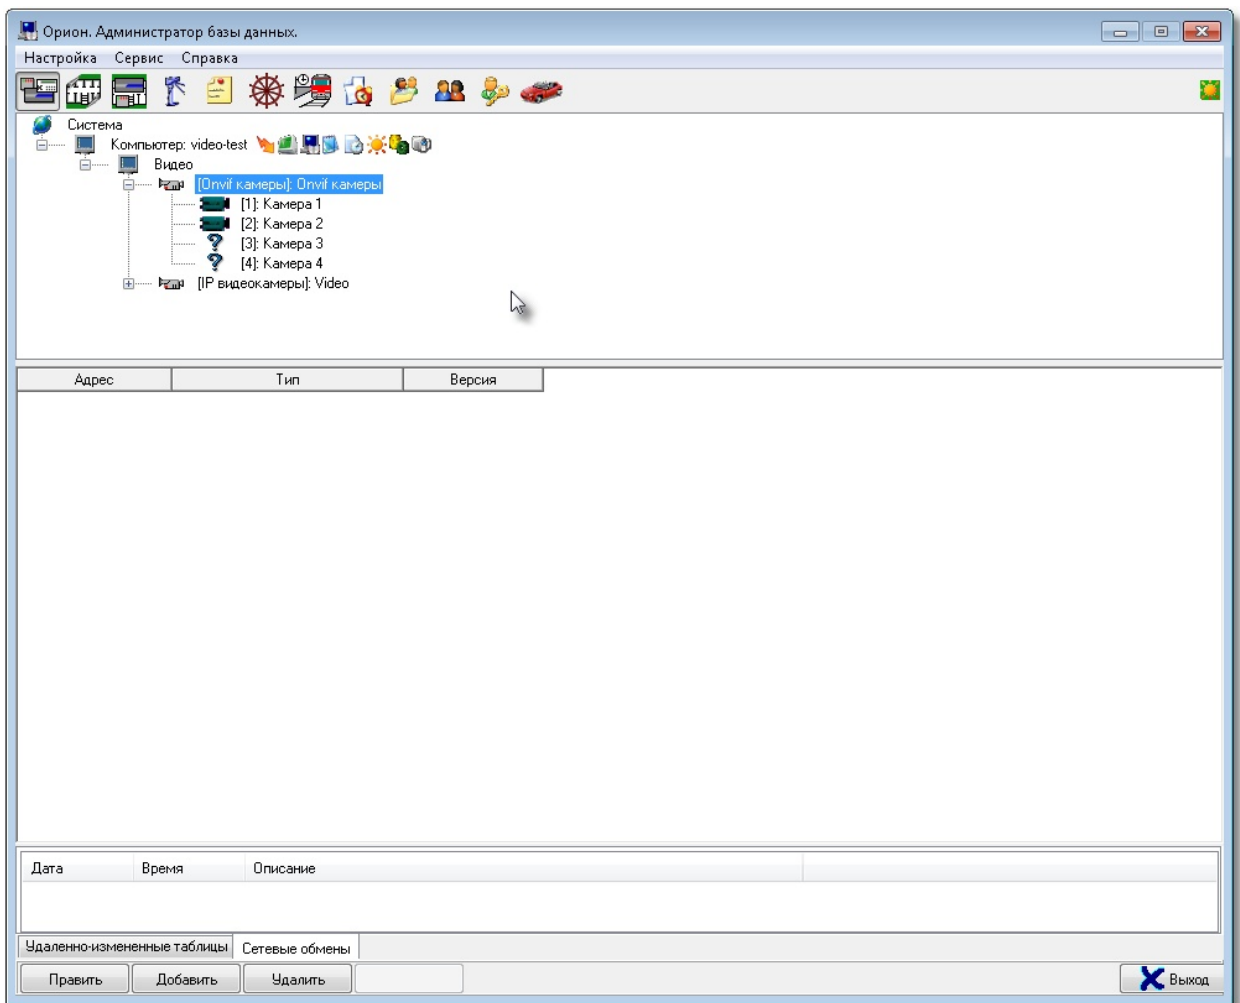 Орион. Администратор базы данных.
Настройка Сервис Справка
Система
Компьютер: video-test
Видео
[Onvif камеры]: Onvif камеры
[1]: Камера 1
[2]: Камера 2
[3]: Камера 3
[4]: Камера 4
[IP видеокамеры]: Video
Адрес Тип Версия
Дата Время Описание
Удаленно-измененные таблицы Сетевые обмены
Править Добавить Удалить Выход